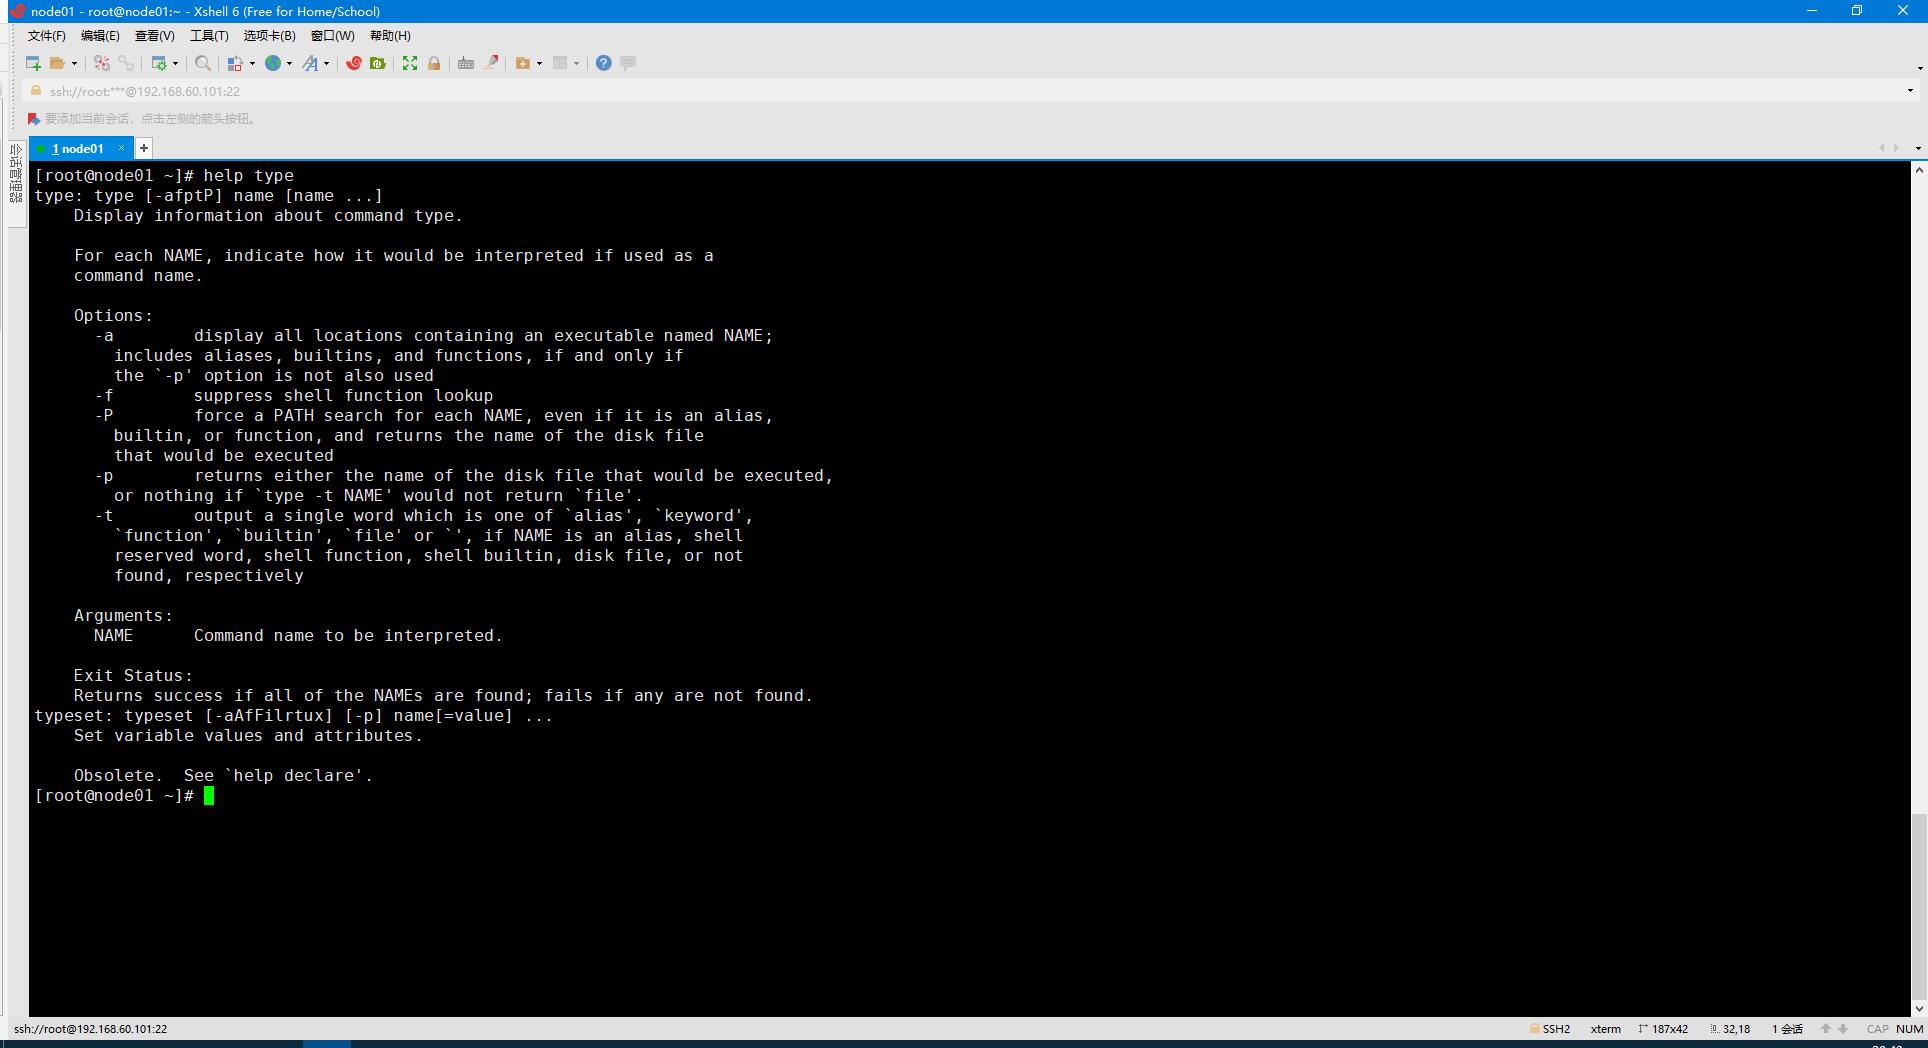 node01 - root@node01:~ - Xshell 6 (Free for Home/School)
文件(F) 编辑(E) 查看(V) 工具(T) 选项卡(B) 窗口(W) 帮助(H)
ssh://root:***@192.168.60.101:22
要添加当前会话，点击左侧的箭头按钮。
会话管理器
1 node01 × +
[root@node01 ~]# help type
type: type [-afptP] name [name ...]
    Display information about command type.
    For each NAME, indicate how it would be interpreted if used as a
    command name.
    Options:
      -a        display all locations containing an executable named NAME;
        includes aliases, builtins, and functions, if and only if
        the `-p' option is not also used
      -f        suppress shell function lookup
      -P        force a PATH search for each NAME, even if it is an alias,
        builtin, or function, and returns the name of the disk file
        that would be executed
      -p        returns either the name of the disk file that would be executed,
        or nothing if `type -t NAME' would not return `file'.
      -t        output a single word which is one of `alias', `keyword',
        `function', `builtin', `file' or `', if NAME is an alias, shell
        reserved word, shell function, shell builtin, disk file, or not
        found, respectively
    Arguments:
      NAME      Command name to be interpreted.
    Exit Status:
    Returns success if all of the NAMEs are found; fails if any are not found.
typeset: typeset [-aAfFilrtux] [-p] name[=value] ...
    Set variable values and attributes.
    Obsolete.  See `help declare'.
[root@node01 ~]#
ssh://root@192.168.60.101:22 SSH2 xterm 187x42 32,18 1 会话 CAP NUM